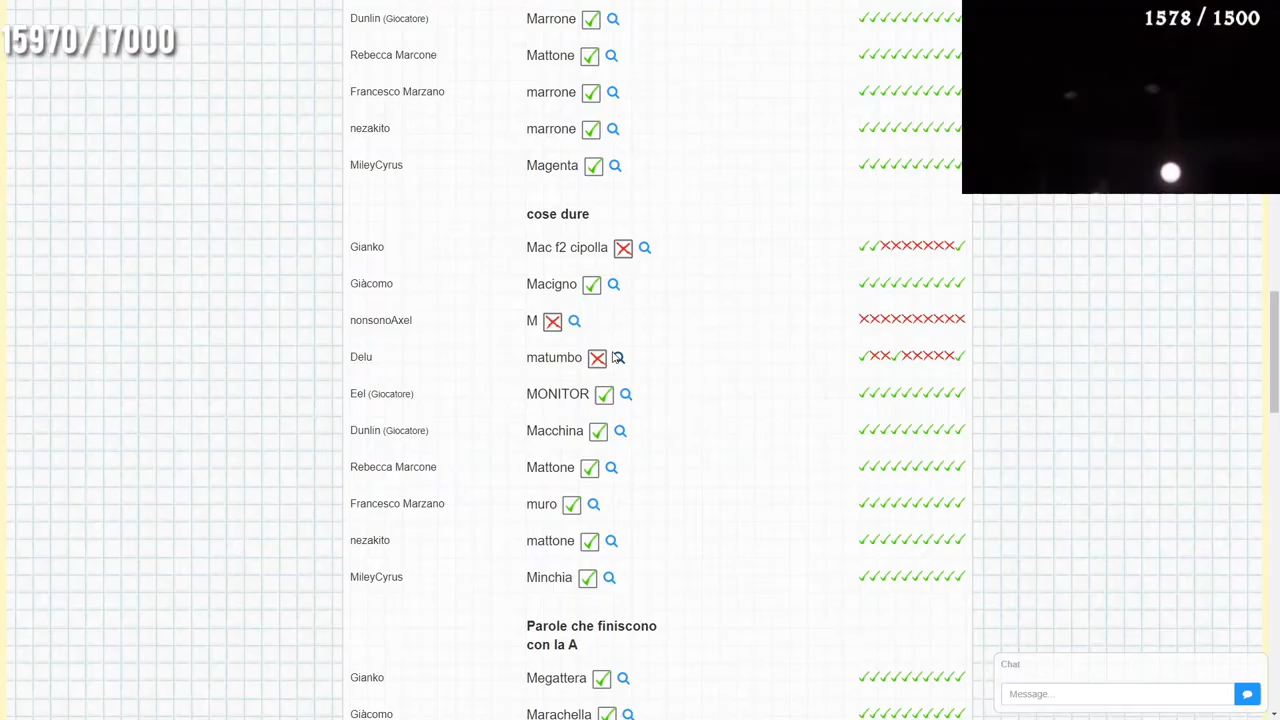 15970/17000
1578 / 1500
Dunlin (Giocatore) Marrone
Rebecca Marcone Mattone
Francesco Marzano marrone
nezakito marrone
MileyCyrus Magenta
cose dure
Gianko Mac f2 cipolla
Giàcomo Macigno
nonsonoAxel M
Delu matumbo
Eel (Giocatore) MONITOR
Dunlin (Giocatore) Macchina
Rebecca Marcone Mattone
Francesco Marzano muro
nezakito mattone
MileyCyrus Minchia
Parole che finiscono
con la A
Gianko Megattera
Giàcomo Marachella
Chat
Message...